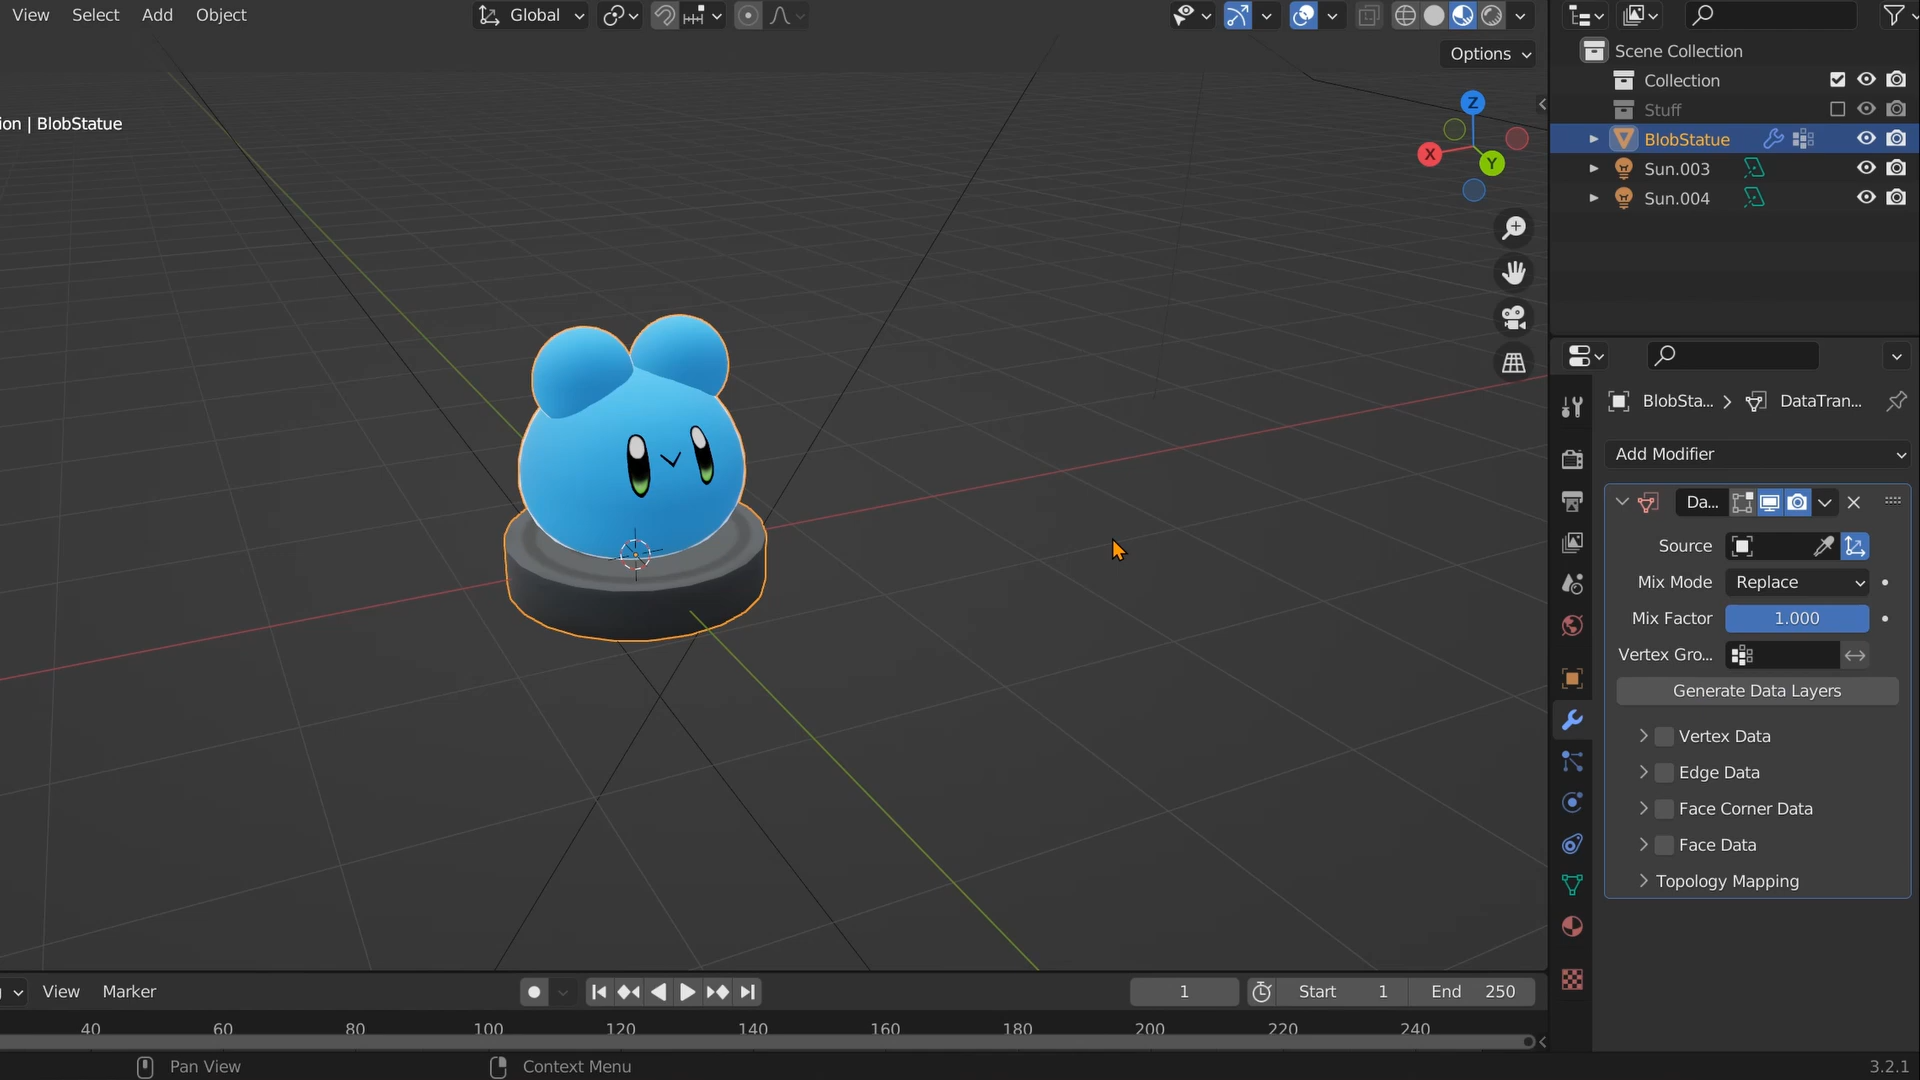 View Select Add Object Global
Options
ion | BlobStatue
Z
X
Y
Scene Collection
Collection
Stuff
BlobStatue
Sun.003
Sun.004
BlobSta... DataTran...
Add Modifier
Da...
Source
Mix Mode Replace
Mix Factor 1.000
Vertex Gro...
Generate Data Layers
Vertex Data
Edge Data
Face Corner Data
Face Data
Topology Mapping
View Marker 1 Start 1 End 250
40 60 80 100 120 140 160 180 200 220 240
Pan View Context Menu 3.2.1